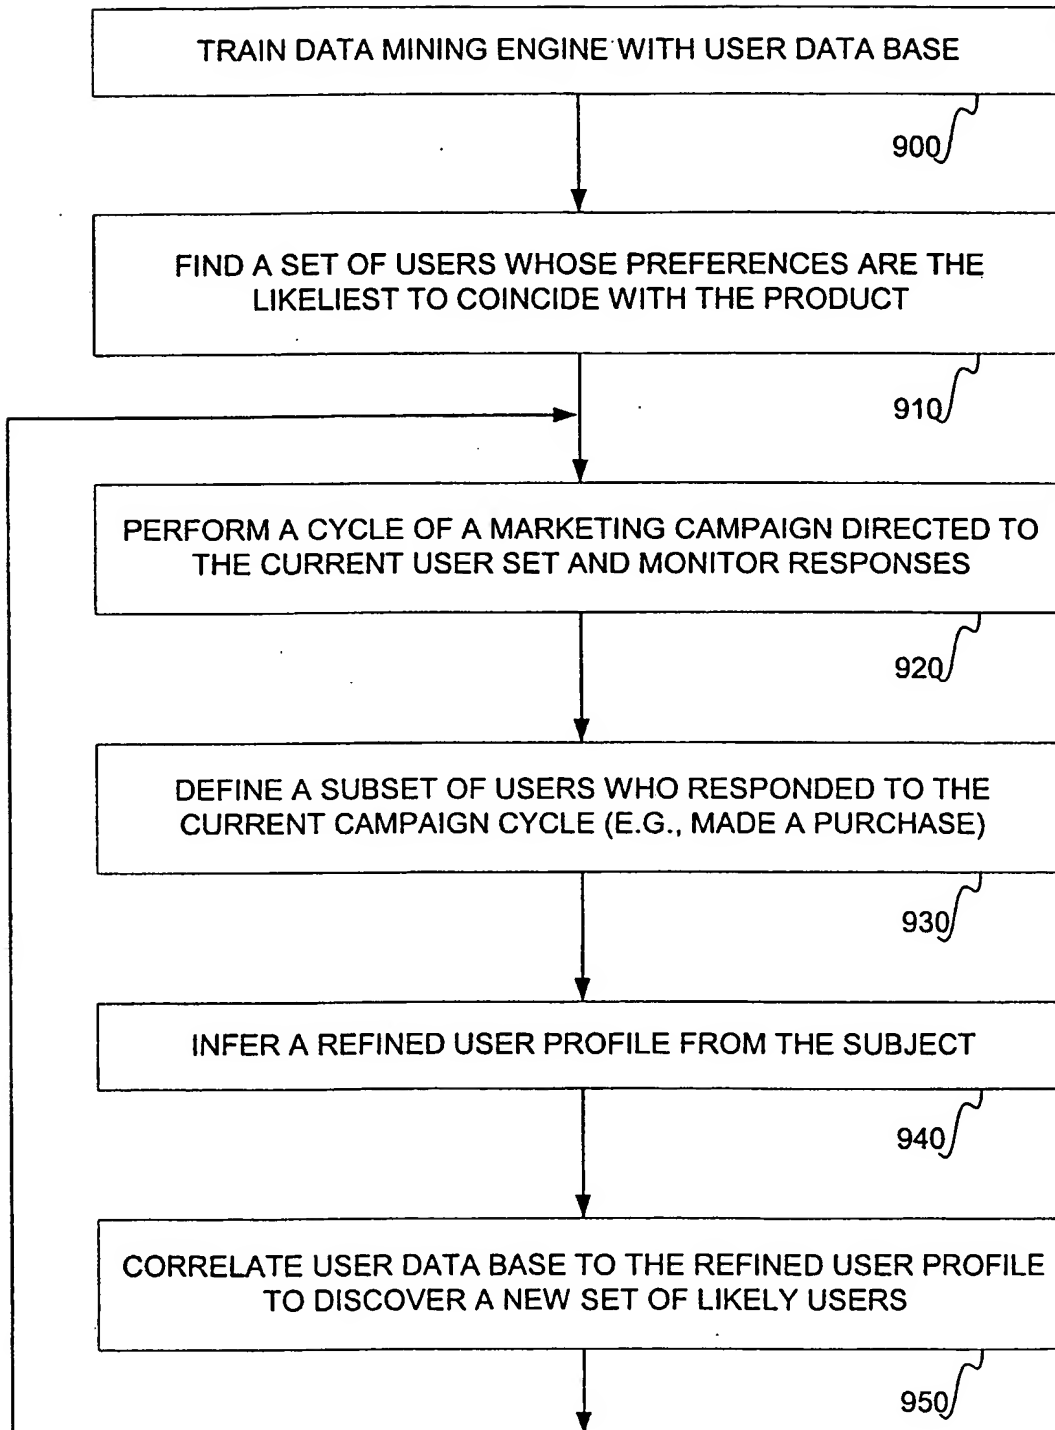 TRAIN DATA MINING ENGINE WITH USER DATA BASE
900
FIND A SET OF USERS WHOSE PREFERENCES ARE THE
LIKELIEST TO COINCIDE WITH THE PRODUCT
910
PERFORM A CYCLE OF A MARKETING CAMPAIGN DIRECTED TO
THE CURRENT USER SET AND MONITOR RESPONSES
920
DEFINE A SUBSET OF USERS WHO RESPONDED TO THE
CURRENT CAMPAIGN CYCLE (E.G., MADE A PURCHASE)
930
INFER A REFINED USER PROFILE FROM THE SUBJECT
940
CORRELATE USER DATA BASE TO THE REFINED USER PROFILE
TO DISCOVER A NEW SET OF LIKELY USERS
950